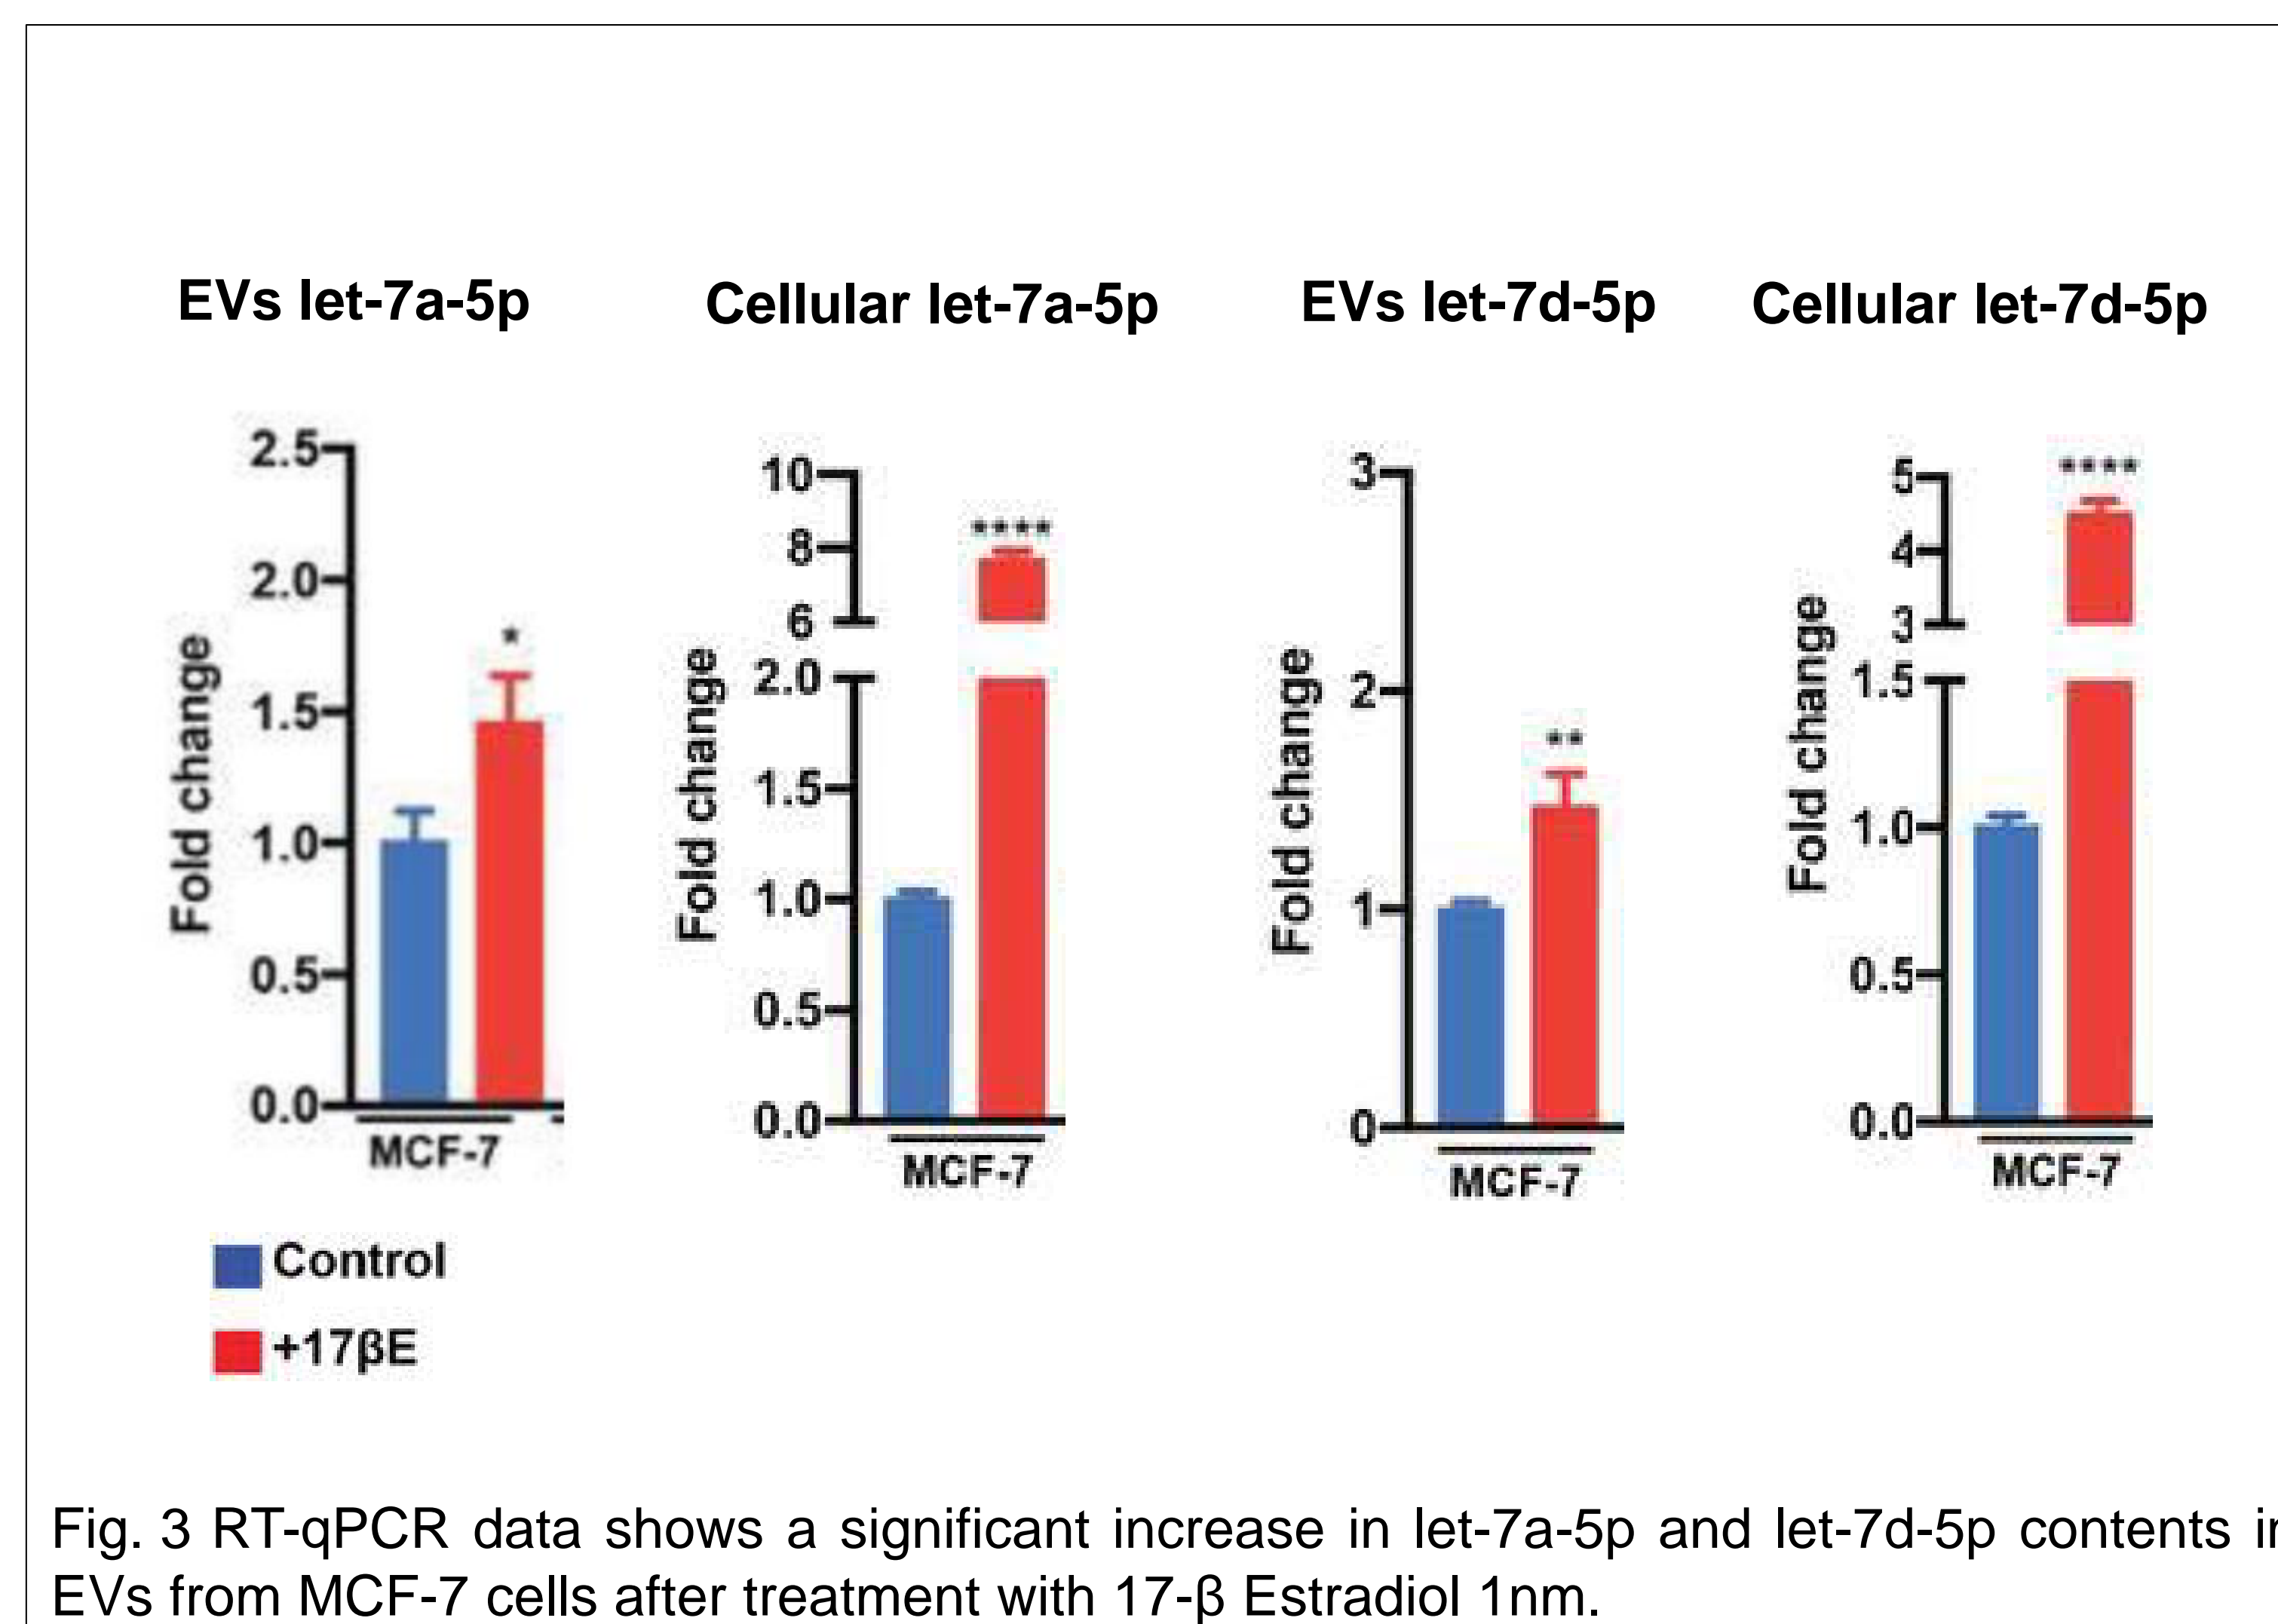 EVs let-7a-5p
Cellular let-7a-5p
EVs let-7d-5p
Cellular let-7d-5p
Fold change
2.5
2.0
1.5
1.0
0.5
0.0
*
MCF-7
Fold change
10
8
6
2.0
1.5
1.0
0.5
0.0
****
MCF-7
Fold change
3
2
1
0
**
MCF-7
Fold change
5
4
3
1.5
1.0
0.5
0.0
****
MCF-7
Control
+17βE
Fig. 3 RT-qPCR data shows a significant increase in let-7a-5p and let-7d-5p contents in
EVs from MCF-7 cells after treatment with 17-β Estradiol 1nm.